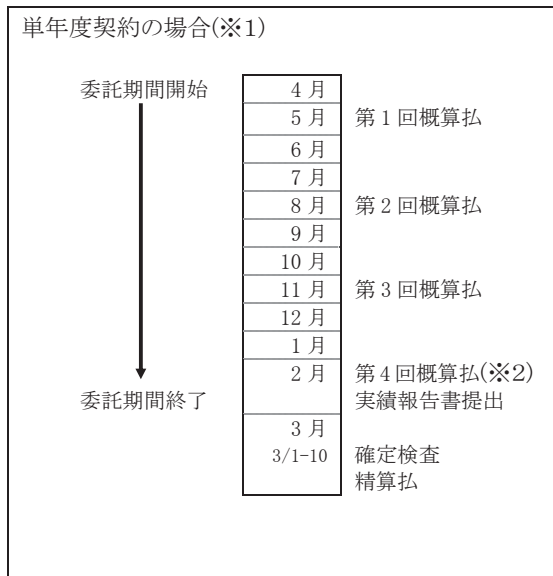 単年度契約の場合(※1)
委託期間開始 4月
5月 第1回概算払
6月
7月
8月 第2回概算払
9月
10月
11月 第3回概算払
12月
1月
2月 第4回概算払(※2)
委託期間終了 実績報告書提出
3月
3/1-10 確定検査
精算払